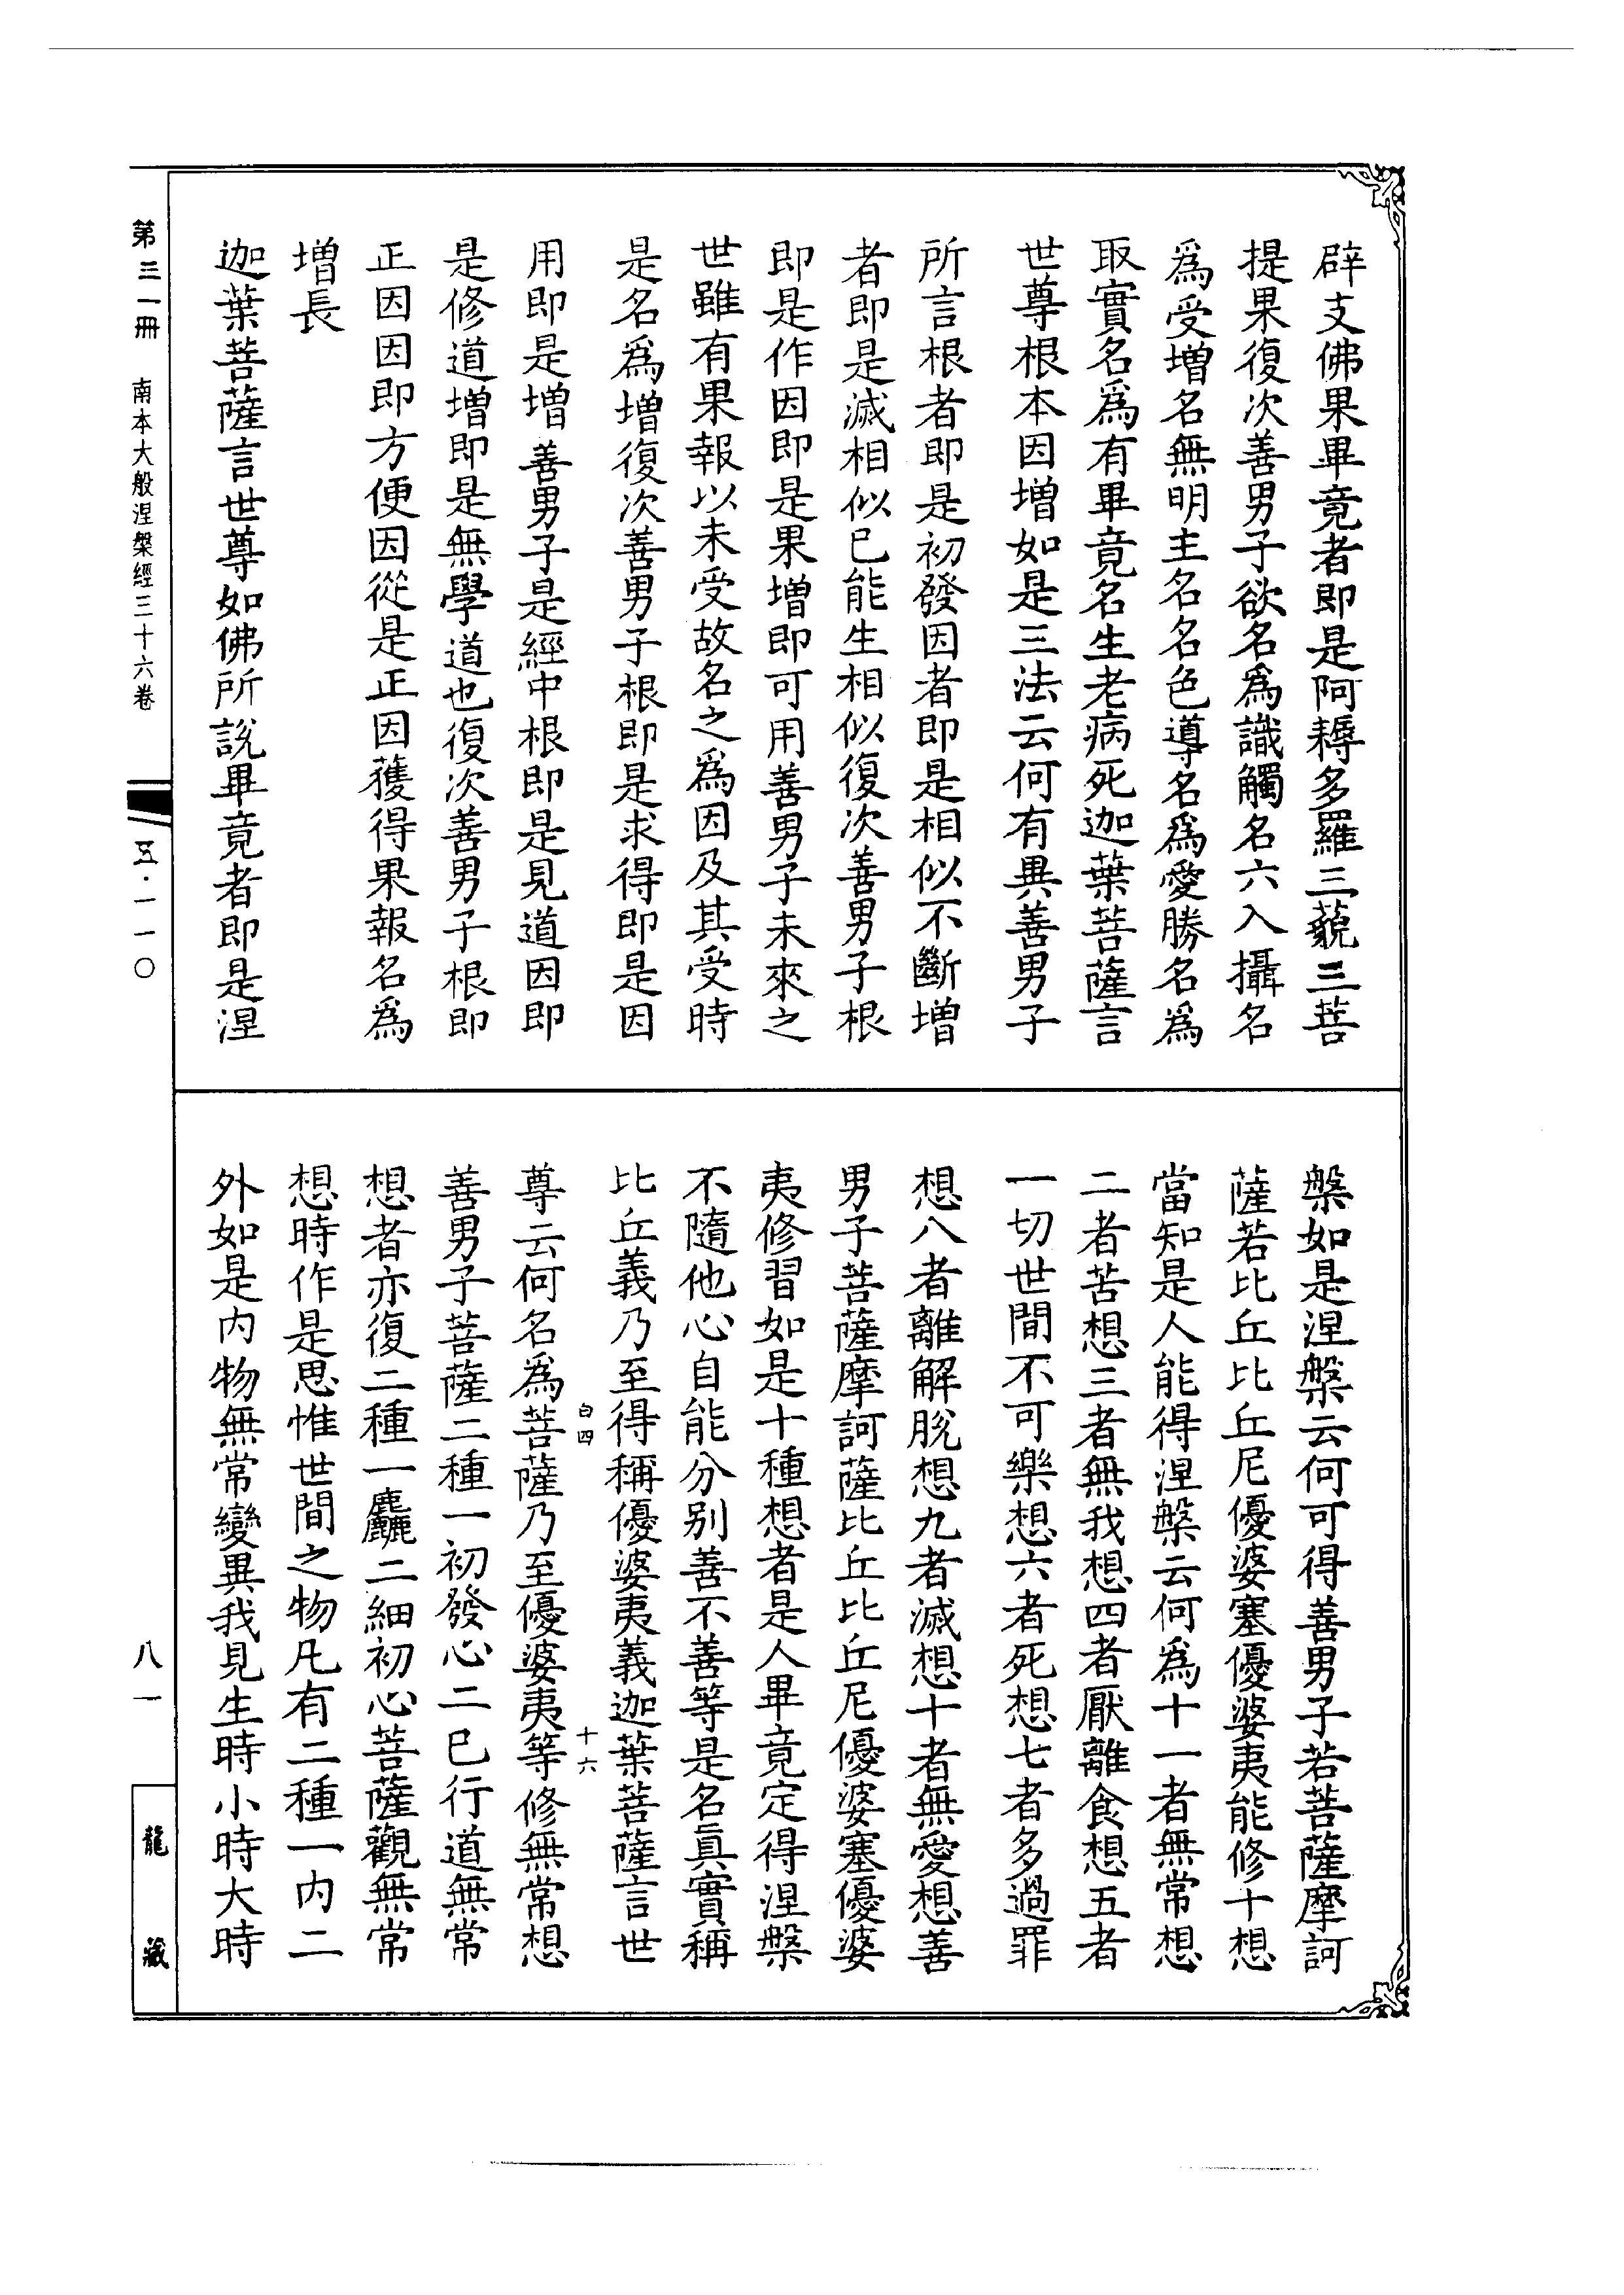 辟支佛果畢竟者即是阿耨多羅三藐三菩
提果復次善男子欲名爲識觸名六入攝名
爲受增名無明主名名色導名爲愛勝名爲
取實名爲有畢竟名生老病死迦葉菩薩言
世尊根本因增如是三法云何有異善男子
所言根者即是初發因者即是相似不斷增
者即是滅相似已能生相似復次善男子根
即是作因即是果增即可用善男子未來之
世雖有果報以未受故名之爲因及其受時
是名爲增復次善男子根即是求得即是因
用即是增善男子是經中根即是見道因即
是修道增即是無學道也復次善男子根即
正因因即方便因從是正因獲得果報名爲
增長
迦葉菩薩言世尊如佛所說畢竟者即是涅
槃如是涅槃云何可得善男子若菩薩摩訶
薩若比丘比丘尼優婆塞優婆夷能修十想
當知是人能得涅槃云何爲十一者無常想
二者苦想三者無我想四者厭離食想五者
一切世間不可樂想六者死想七者多過罪
想八者離解脫想九者滅想十者無愛想善
男子菩薩摩訶薩比丘比丘尼優婆塞優婆
夷修習如是十種想者是人畢竟定得涅槃
不隨他心自能分別善不善等是名眞實稱
比丘義乃至得稱優婆夷義迦葉菩薩言世
白四
十六
尊云何名爲菩薩乃至優婆夷等修無常想
善男子菩薩二種一初發心二已行道無常
想者亦復二種一麤二細初心菩薩觀無常
想時作是思惟世間之物凡有二種一內二
外如是內物無常變異我見生時小時大時
第三一冊 南本大般涅槃經三十六卷
五·一一〇
八一
龍藏